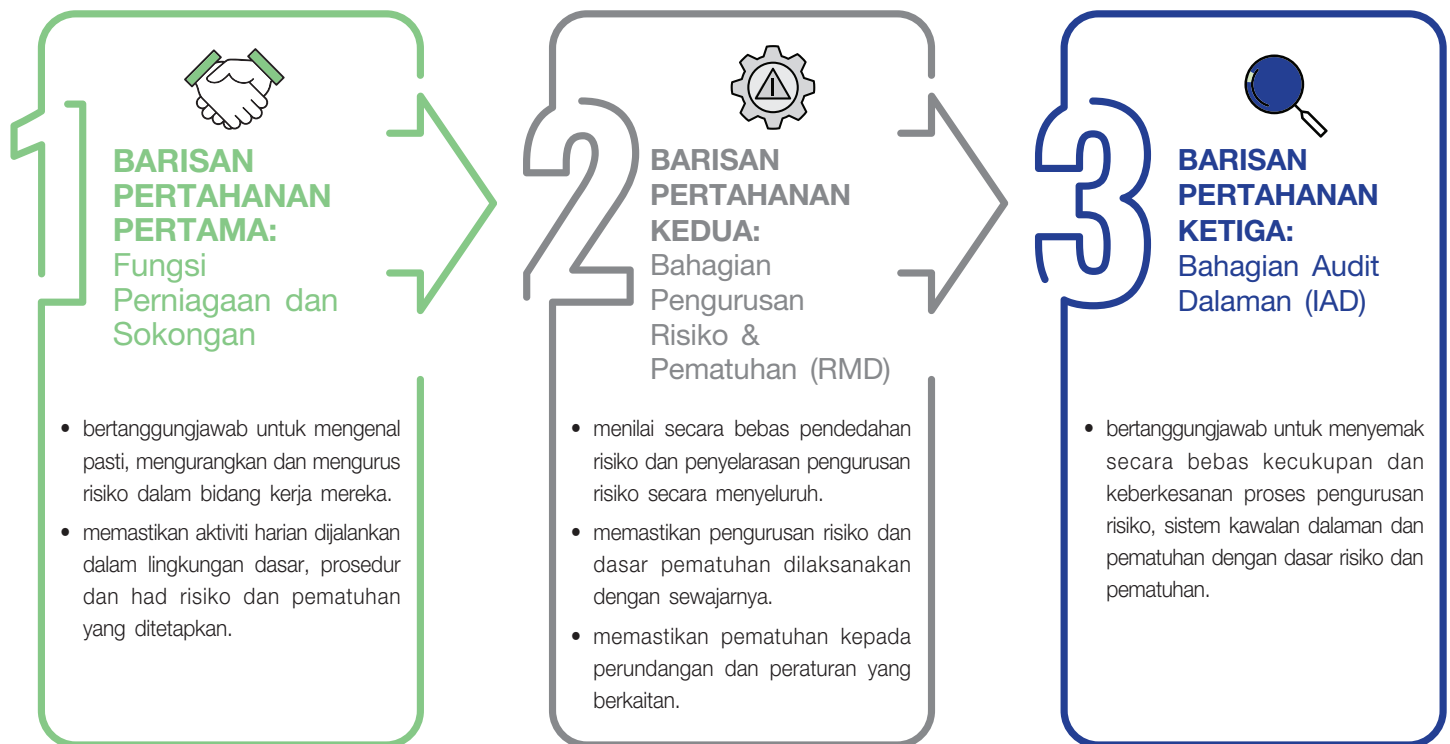 1
BARISAN
PERTAHANAN
PERTAMA:
Fungsi
Perniagaan dan
Sokongan
• bertanggungjawab untuk mengenal
pasti, mengurangkan dan mengurus
risiko dalam bidang kerja mereka.
• memastikan aktiviti harian dijalankan
dalam lingkungan dasar, prosedur
dan had risiko dan pematuhan
yang ditetapkan.
2
BARISAN
PERTAHANAN
KEDUA:
Bahagian
Pengurusan
Risiko &
Pematuhan (RMD)
• menilai secara bebas pendedahan
risiko dan penyelarasan pengurusan
risiko secara menyeluruh.
• memastikan pengurusan risiko dan
dasar pematuhan dilaksanakan
dengan sewajarnya.
• memastikan pematuhan kepada
perundangan dan peraturan yang
berkaitan.
3
BARISAN
PERTAHANAN
KETIGA:
Bahagian Audit
Dalaman (IAD)
• bertanggungjawab untuk menyemak
secara bebas kecukupan dan
keberkesanan proses pengurusan
risiko, sistem kawalan dalaman dan
pematuhan dengan dasar risiko dan
pematuhan.